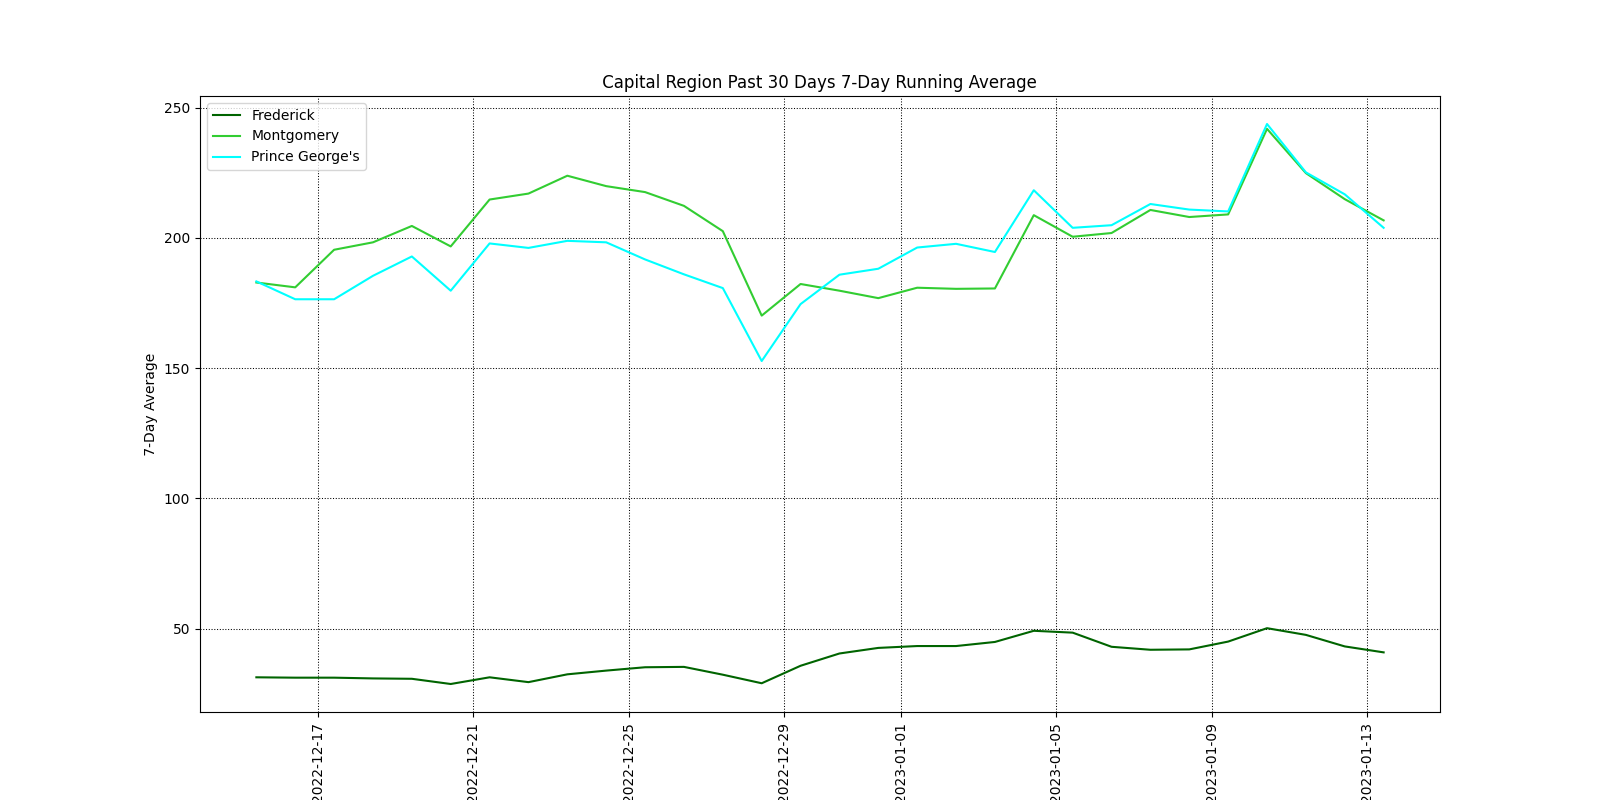 Capital Region Past 30 Days 7-Day Running Average
Frederick
Montgomery
Prince George's
7-Day Average
250
200
150
100
50
2022-12-17
2022-12-21
2022-12-25
2022-12-29
2023-01-01
2023-01-05
2023-01-09
2023-01-13